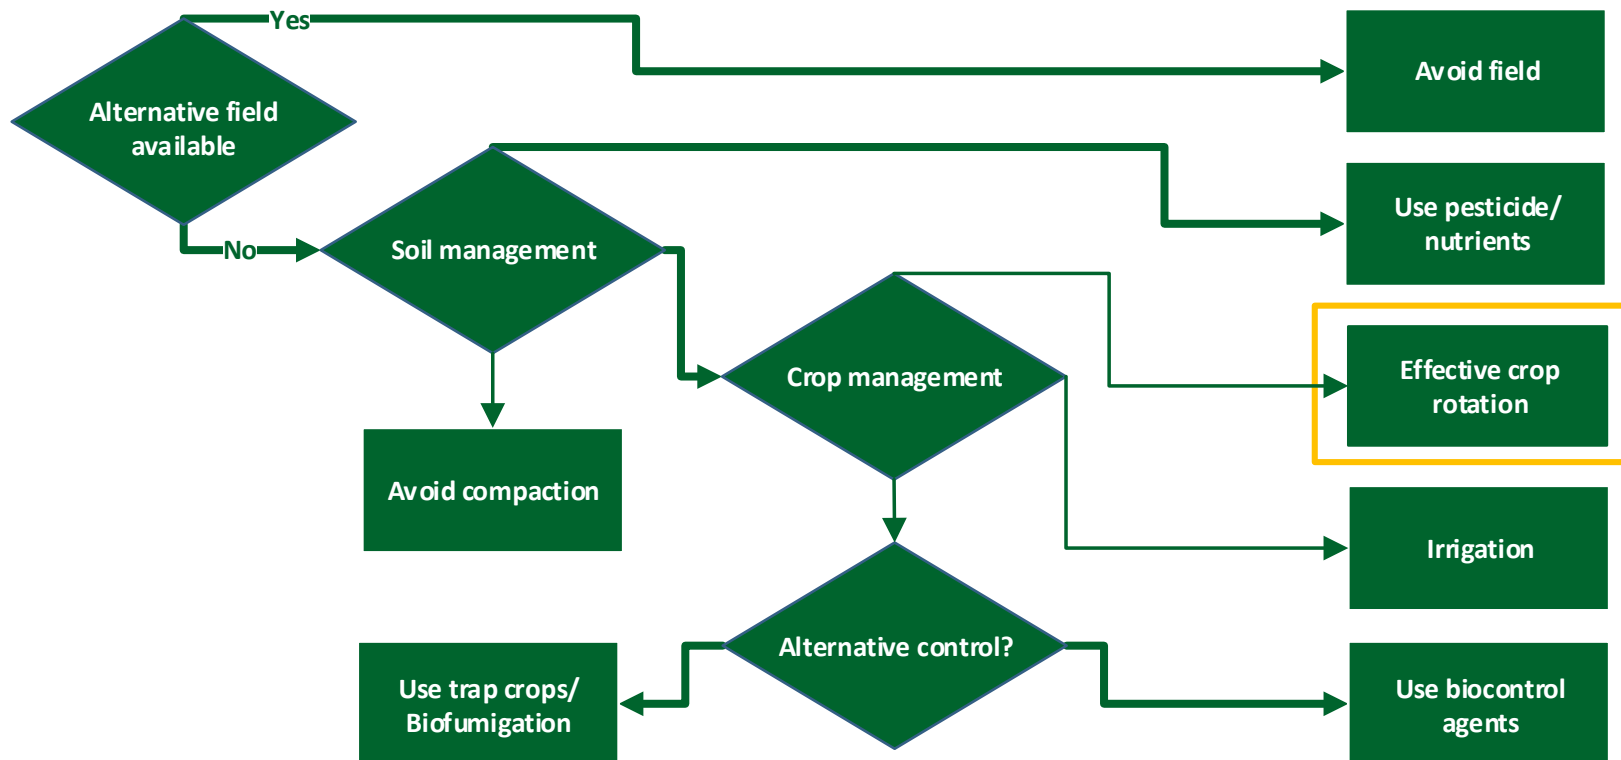 Yes
Alternative field
available
Avoid field
No
Soil management
Use pesticide/
nutrients
Crop management
Effective crop
rotation
Avoid compaction
Irrigation
Alternative control?
Use trap crops/
Biofumigation
Use biocontrol
agents